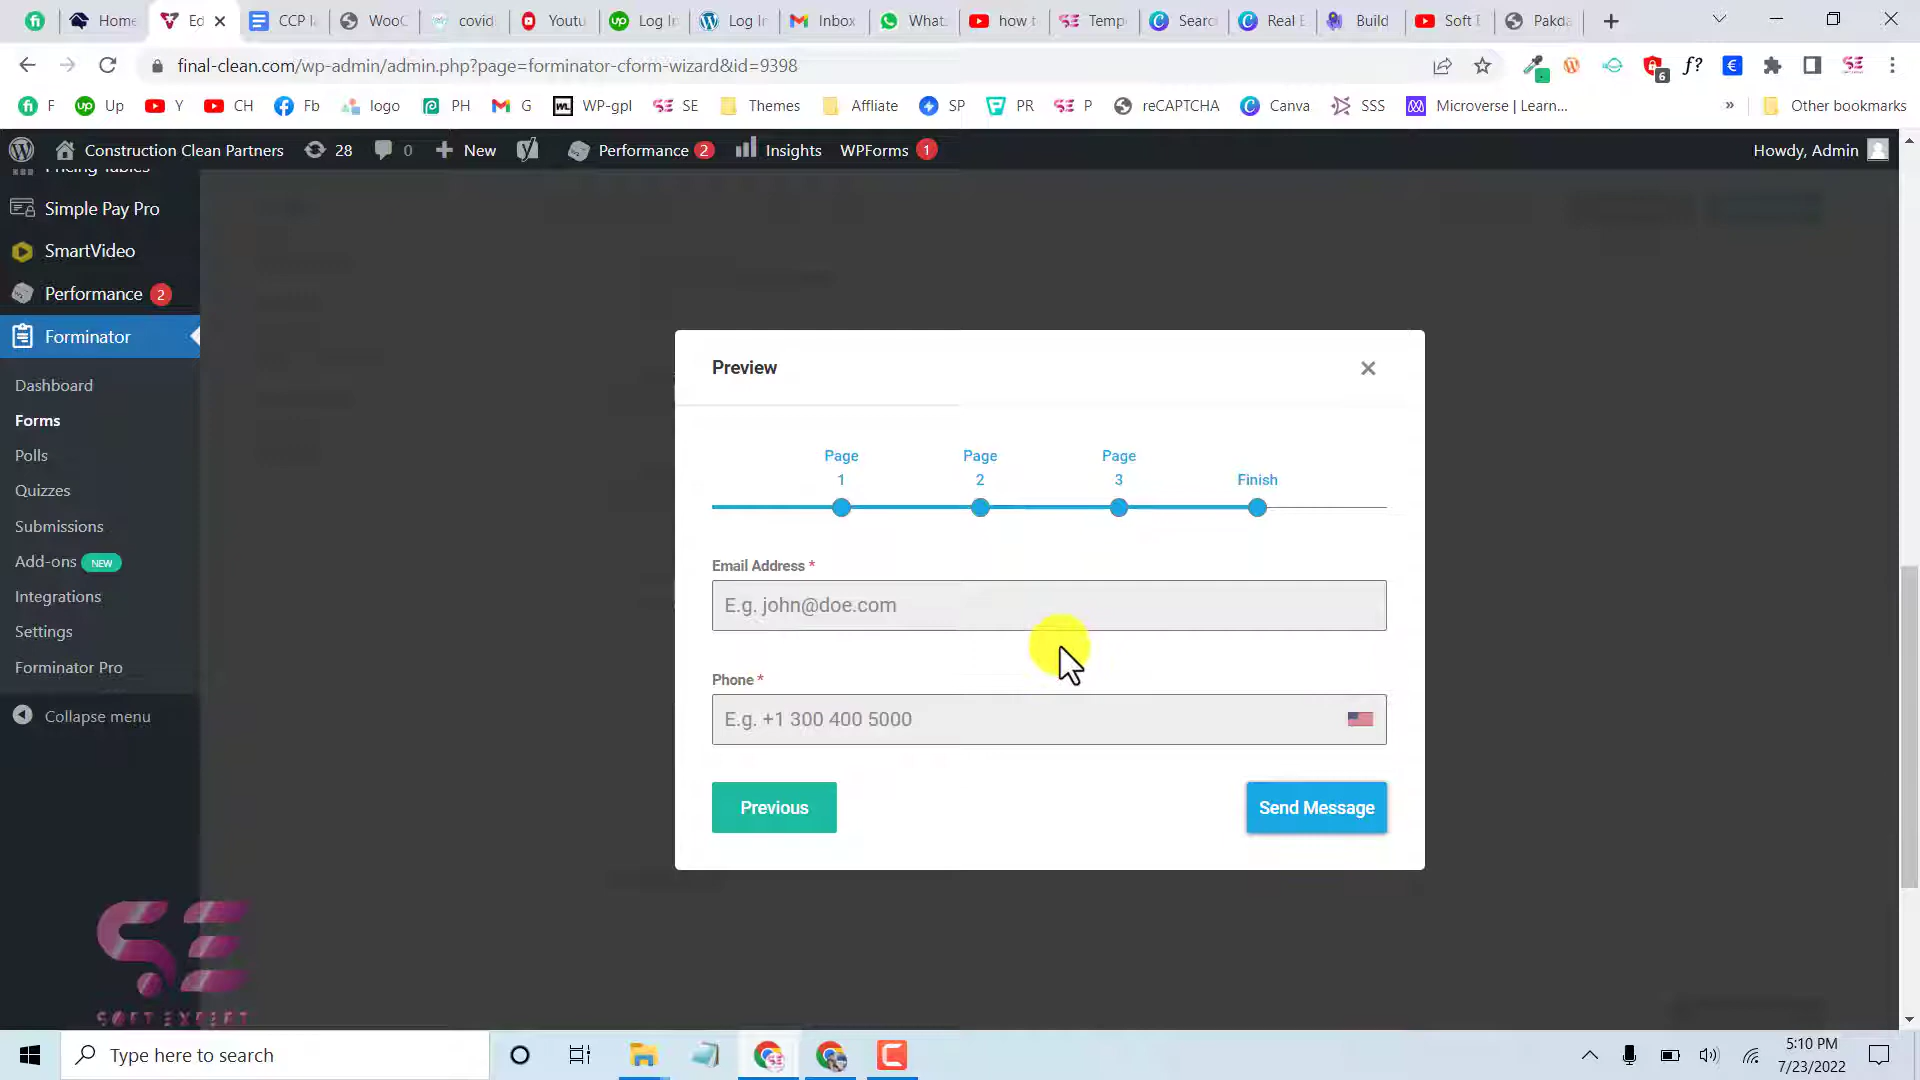 Home
Ed
CCP l
WooC
covid
Youtu
Log In
Log In
Inbox
What
how t
Temp
Searc
Real E
Build
Soft E
Pakda
final-clean.com/wp-admin/admin.php?page=forminator-cform-wizard&id=9398
6
F
Up
Y
CH
Fb
logo
PH
G
WP-gpl
SE
Themes
Affliate
SP
PR
P
reCAPTCHA
Canva
SSS
Microverse | Learn...
»
Other bookmarks
Construction Clean Partners
28
0
New
Performance 2
Insights
WPForms 1
Howdy, Admin
Pricing Tables
Simple Pay Pro
SmartVideo
Performance 2
Forminator
Dashboard
Forms
Polls
Quizzes
Submissions
Add-ons NEW
Integrations
Settings
Forminator Pro
Collapse menu
Preview
Page 1
Page 2
Page 3
Finish
Email Address *
E.g. john@doe.com
Phone *
E.g. +1 300 400 5000
Previous
Send Message
SE
SOFT EXPERT
Type here to search
5:10 PM
7/23/2022